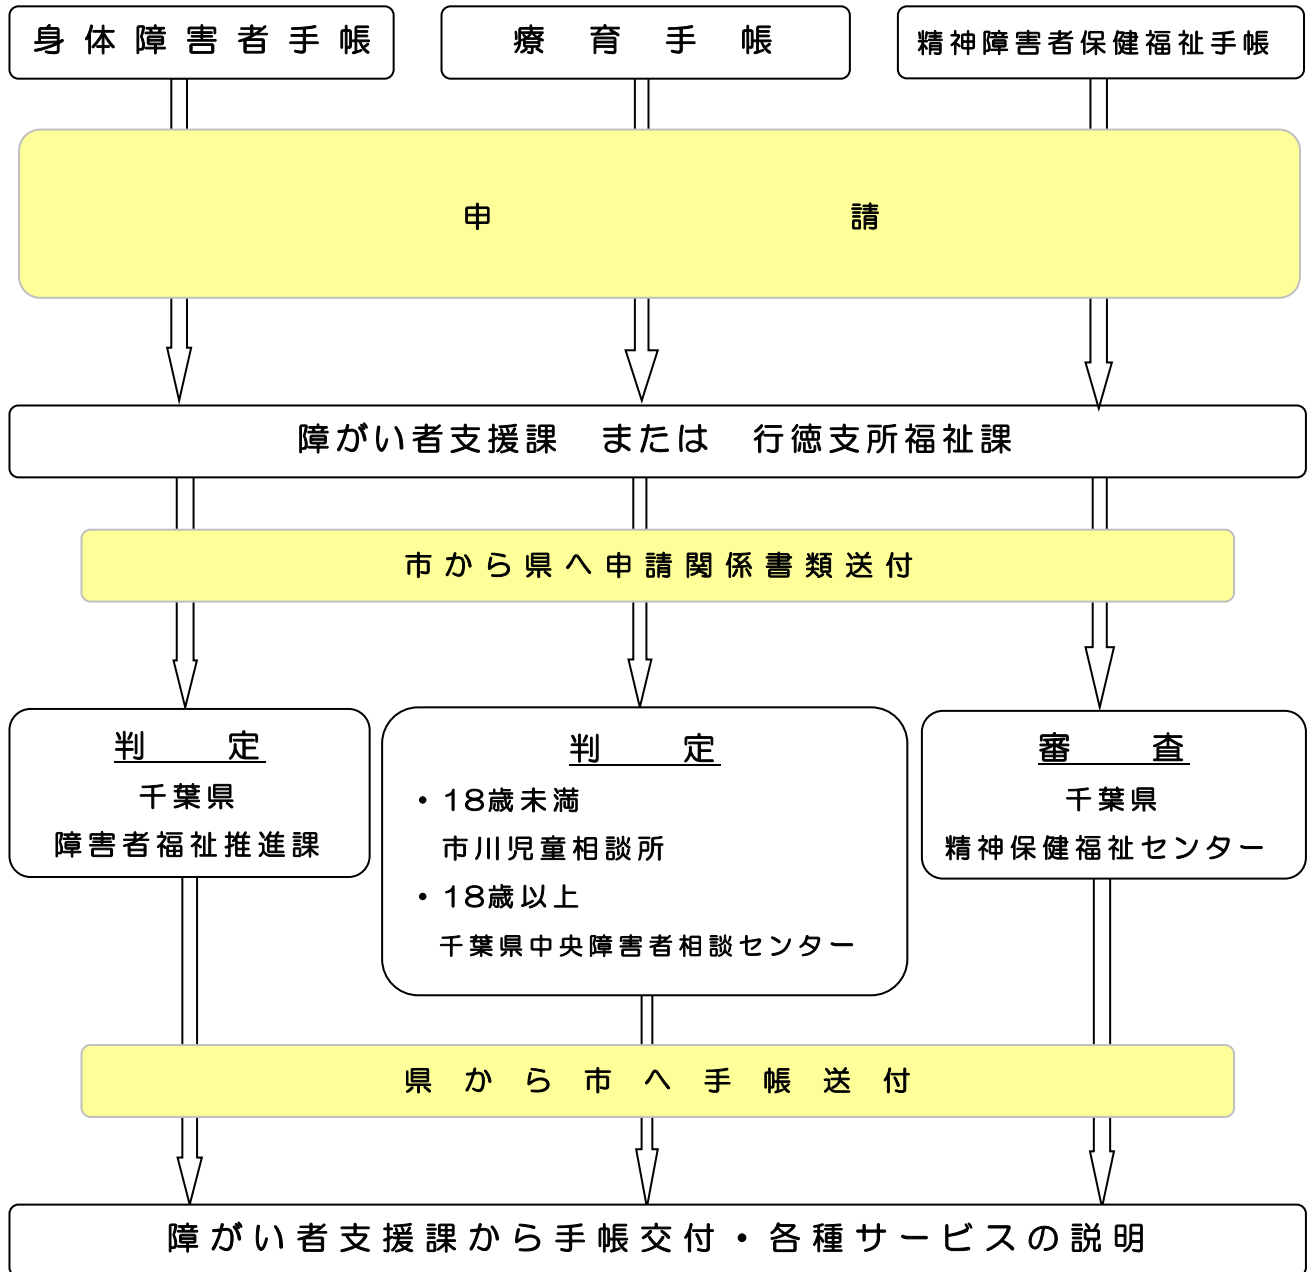 身体障害者手帳
療育手帳
精神障害者保健福祉手帳
申請
障がい者支援課　または　行徳支所福祉課
市から県へ申請関係書類送付
判定
千葉県
障害者福祉推進課
判定
・18歳未満
市川児童相談所
・18歳以上
千葉県中央障害者相談センター
審査
千葉県
精神保健福祉センター
県から市へ手帳送付
障がい者支援課から手帳交付・各種サービスの説明